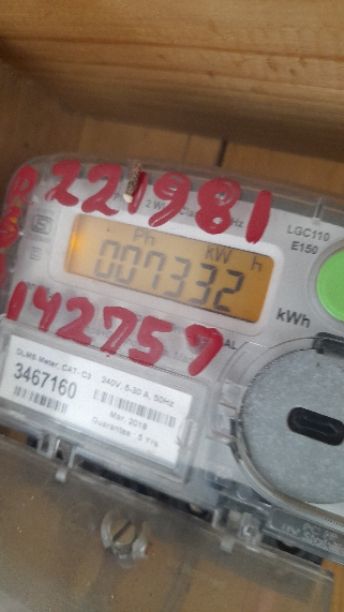 221981
LGC110
E150
Ph kW h
007332
kWh
142757
DLMS Meter, CAT- C3
240V, 5-30 A, 50Hz
3467160
Mar. 2019
Guarantee : 5 Yrs